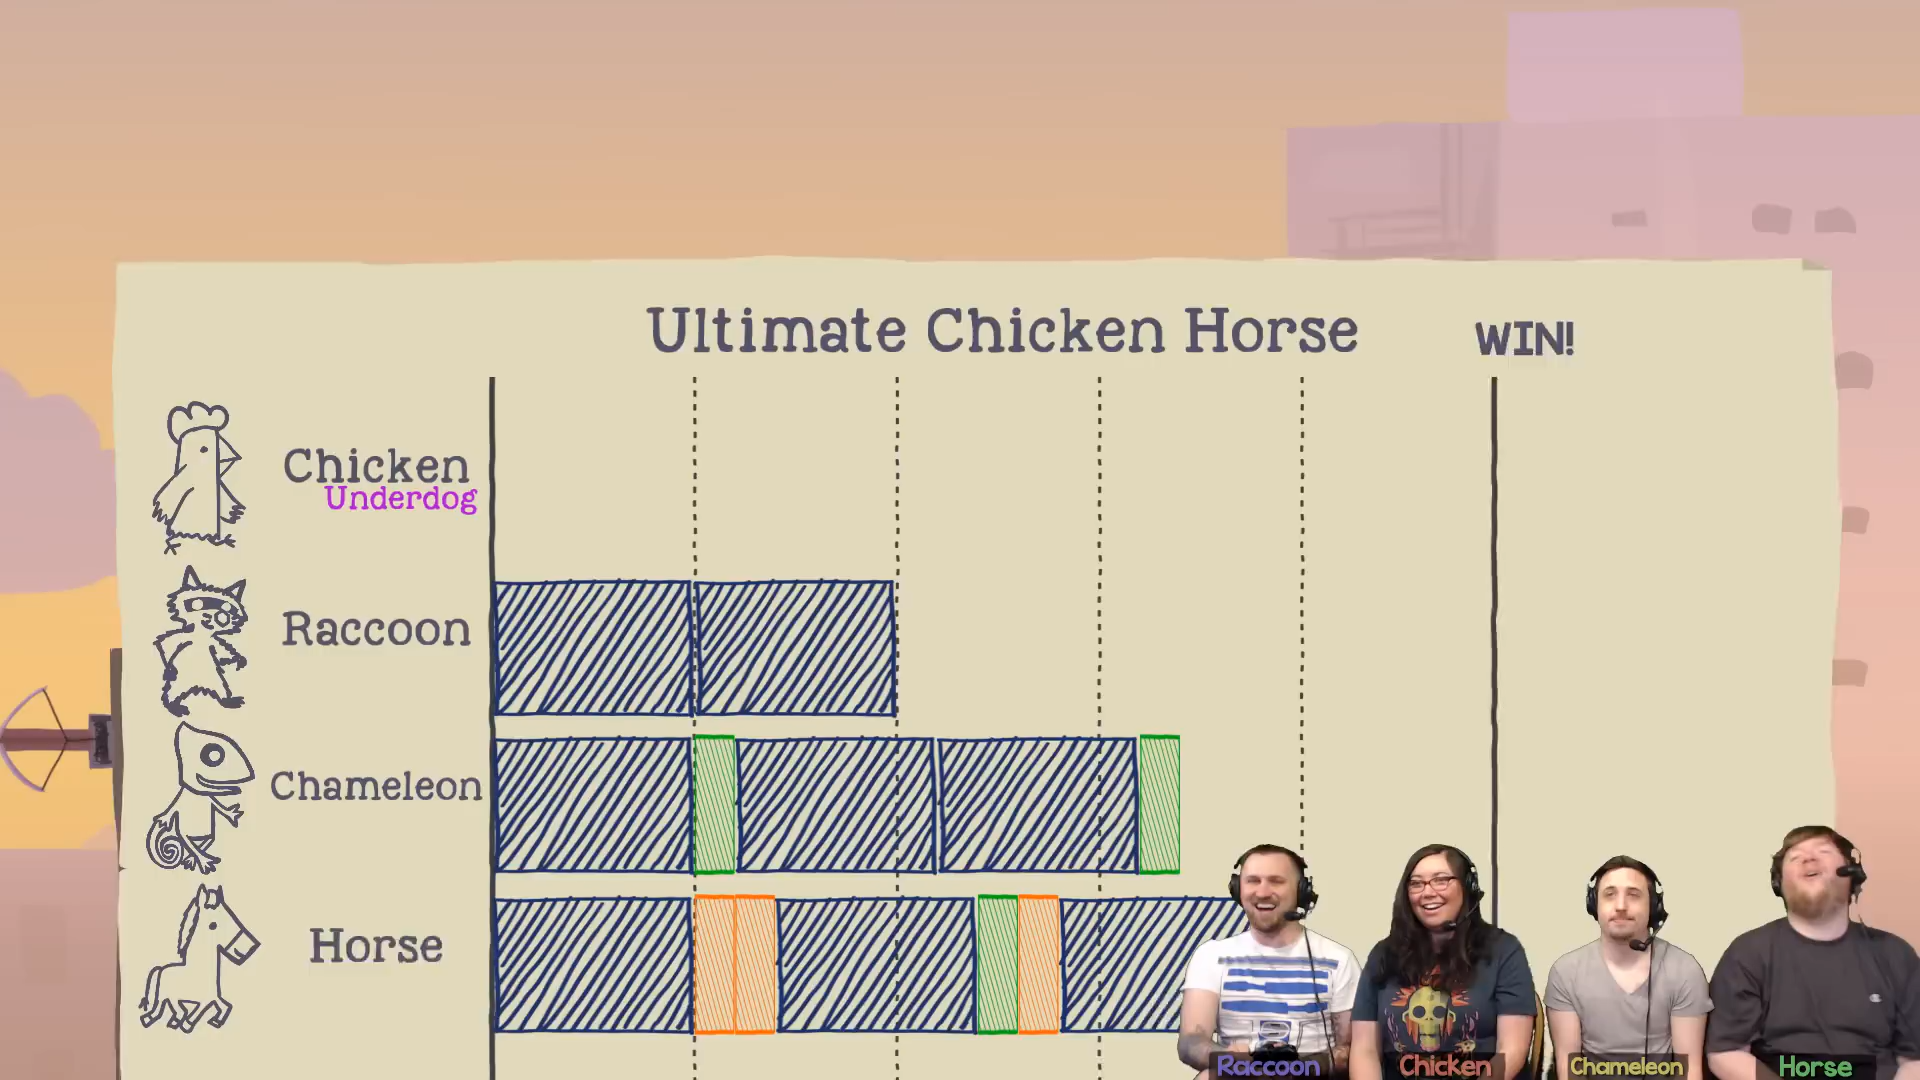 Ultimate Chicken Horse
WIN!
Chicken
Underdog
Raccoon
Chameleon
Horse
Raccoon
Chicken
Chameleon
Horse